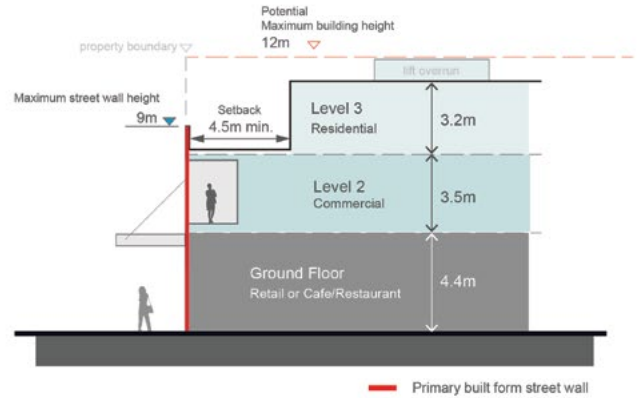 Potential
Maximum building height
12m
property boundary
lift overrun
Maximum street wall height
9m
Setback
4.5m min.
Level 3
Residential
3.2m
Level 2
Commercial
3.5m
Ground Floor
Retail or Cafe/Restaurant
4.4m
Primary built form street wall